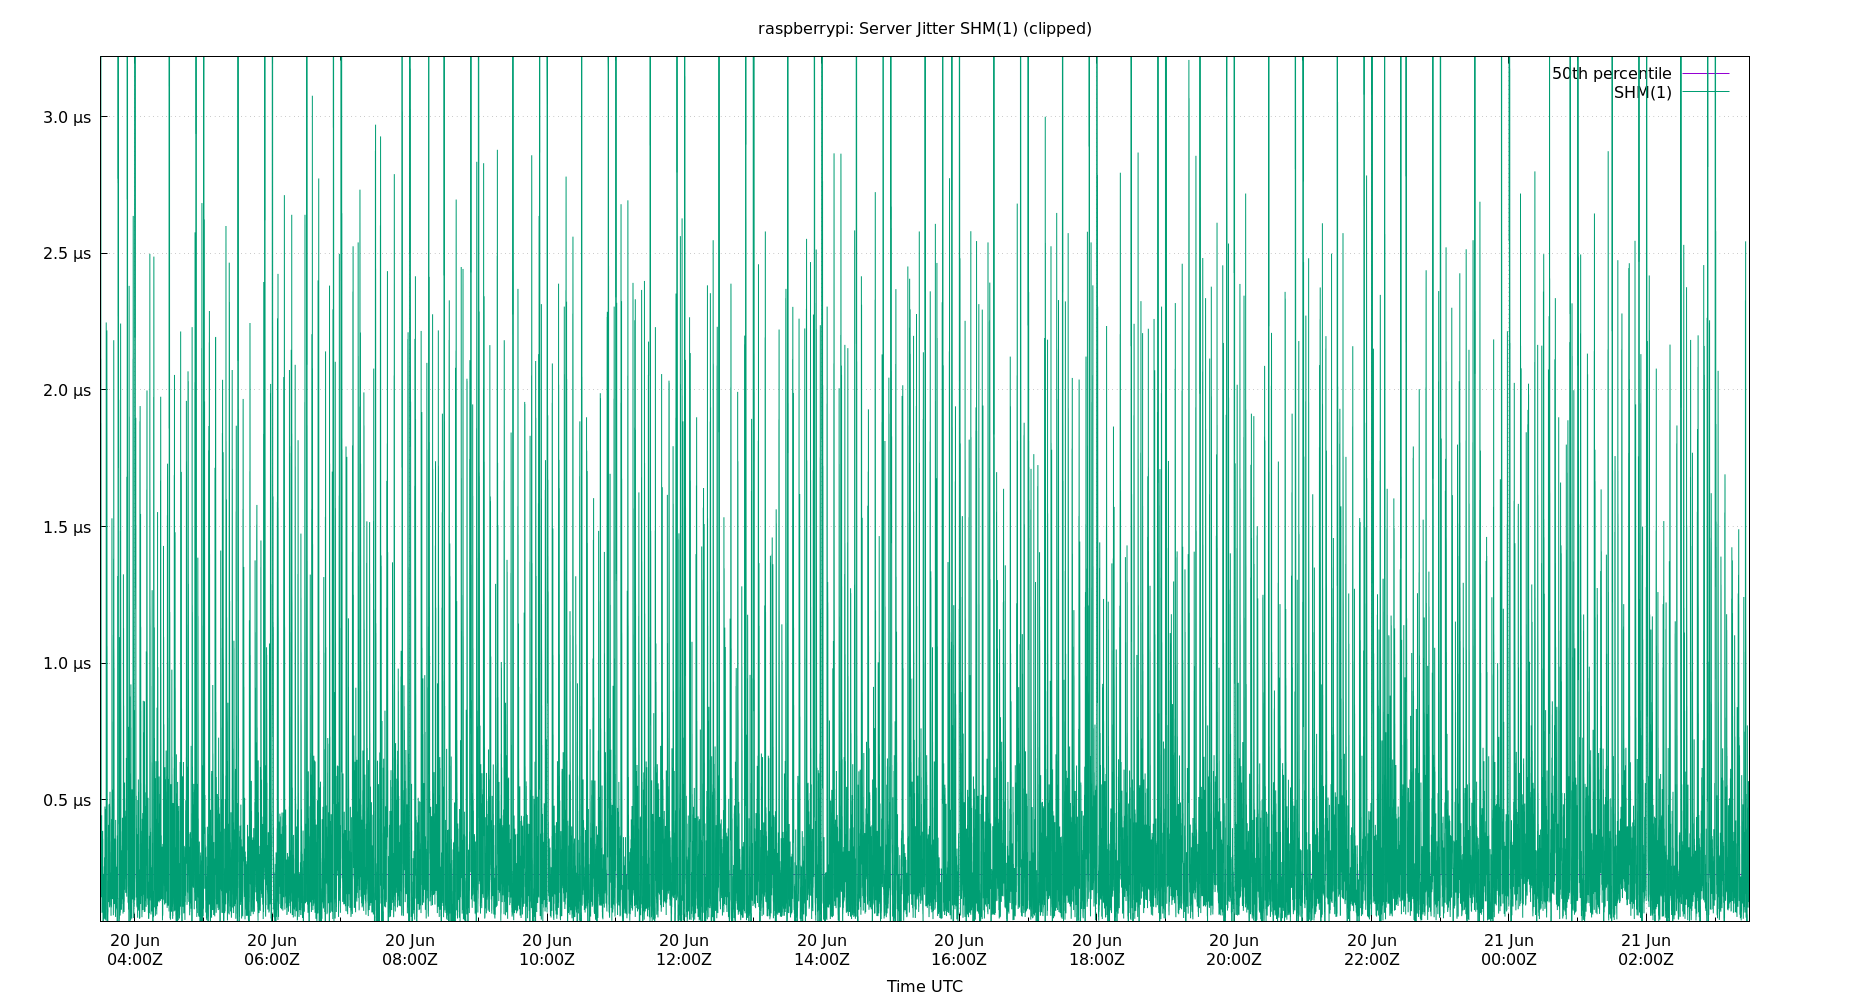 raspberrypi: Server Jitter SHM(1) (clipped)
50th percentile
SHM(1)
3.0 µs
2.5 µs
2.0 µs
1.5 µs
1.0 µs
0.5 µs
20 Jun 20 Jun 20 Jun 20 Jun 20 Jun 20 Jun 20 Jun 20 Jun 20 Jun 20 Jun 21 Jun 21 Jun
04:00Z 06:00Z 08:00Z 10:00Z 12:00Z 14:00Z 16:00Z 18:00Z 20:00Z 22:00Z 00:00Z 02:00Z
Time UTC